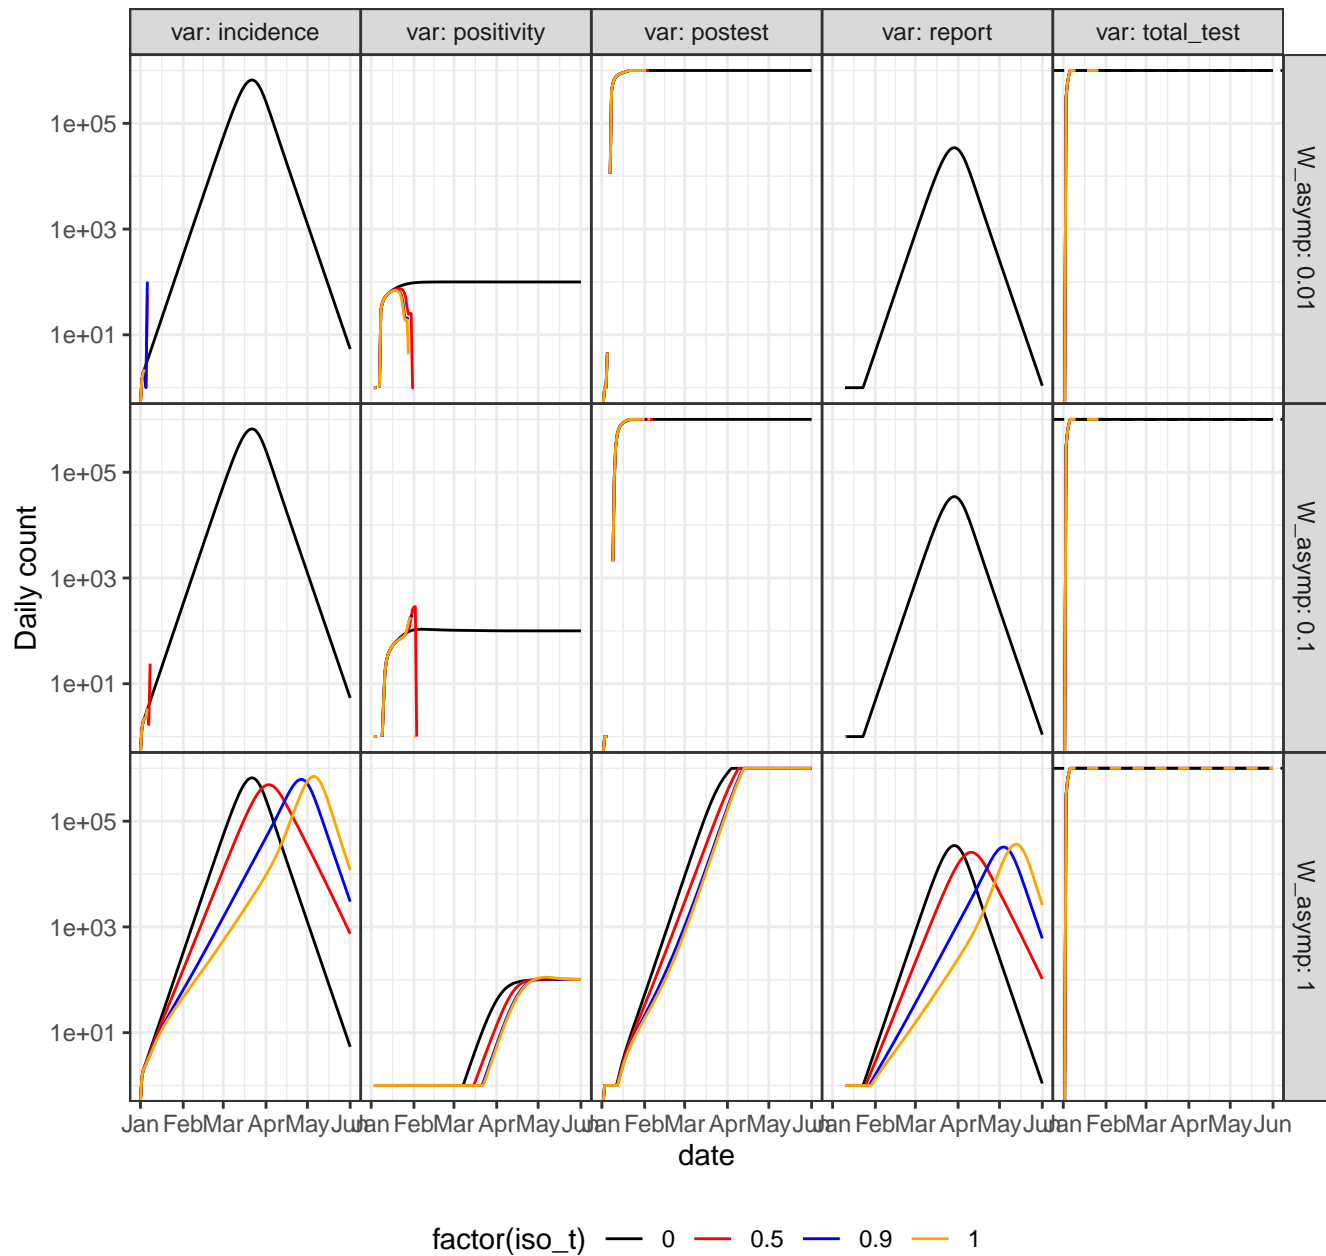 var: incidence var: positivity var: postest var: report var: total_test
1e+05
1e+03
1e+01
W_asymp: 0.01
1e+05
1e+03
1e+01
W_asymp: 0.1
1e+05
1e+03
1e+01
W_asymp: 1
Daily count
Jan Feb Mar Apr May Jun Jan Feb Mar Apr May Jun Jan Feb Mar Apr May Jun Jan Feb Mar Apr May Jun Jan Feb Mar Apr May Jun
date
factor(iso_t) 0 0.5 0.9 1